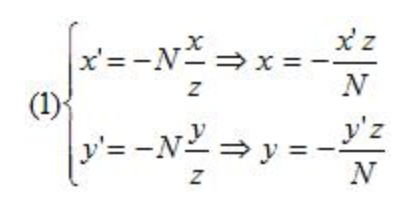 (1) { x' = -N x/z ⇒ x = - x'z/N
y' = -N y/z ⇒ y = - y'z/N